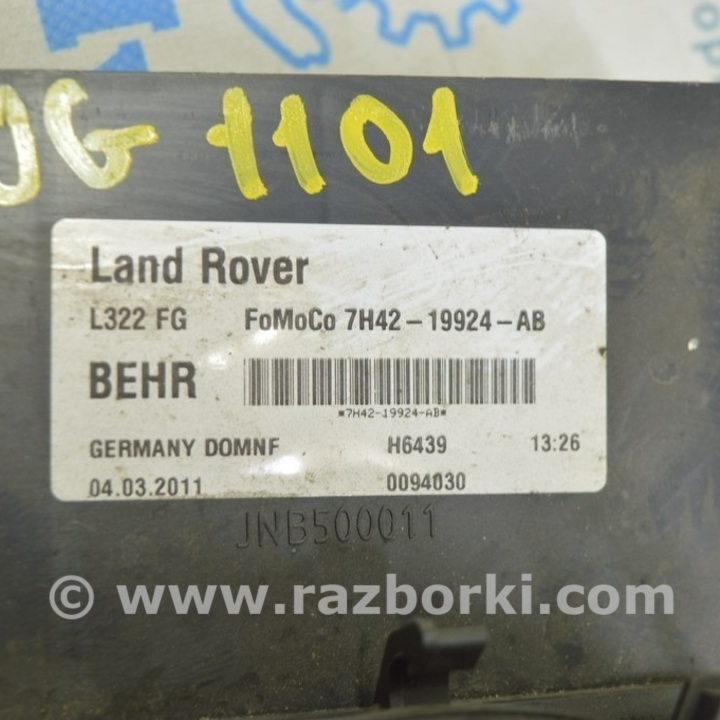 JG 1101
Land Rover
L322 FG FoMoCo 7H42-19924-AB
BEHR
*7H42-19924-AB*
GERMANY DOMNF H6439 13:26
04.03.2011 0094030
JNB500011
© www.razborki.com